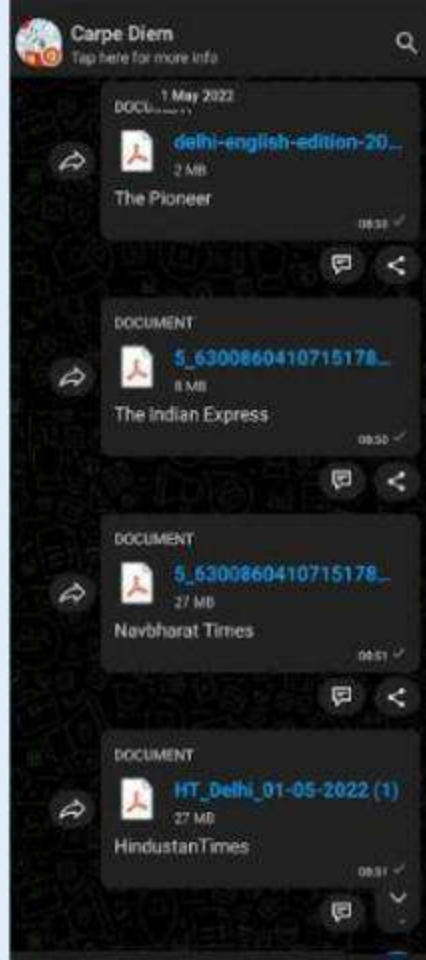 Carpe Diem
Tap here for more info
1 May 2022
delhi-english-edition-20...
2 MB
The Pioneer
DOCUMENT
5_6300860410715178...
8 MB
The Indian Express
08:50
DOCUMENT
5_6300860410715178...
27 MB
Navbharat Times
08:51
DOCUMENT
HT_Delhi_01-05-2022 (1)
27 MB
HindustanTimes
08:51